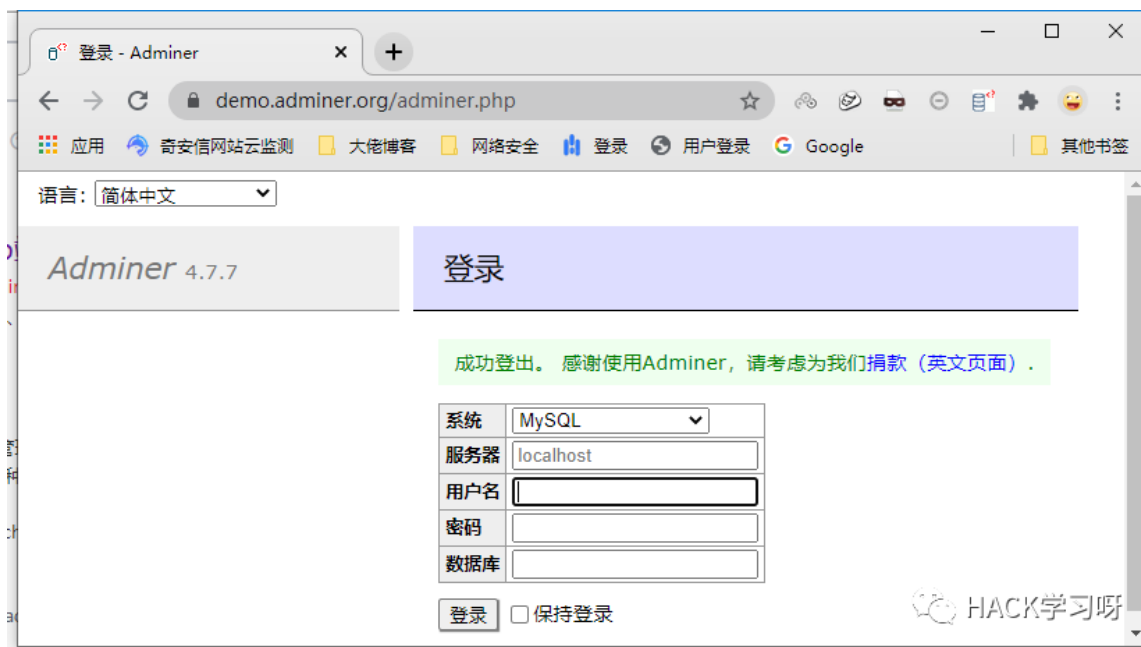 登录 - Adminer
demo.adminer.org/adminer.php
应用 奇安信网站云监测 大佬博客 网络安全 登录 用户登录 Google 其他书签
语言: 简体中文
Adminer 4.7.7
登录
成功登出。 感谢使用Adminer，请考虑为我们捐款（英文页面）.
系统 MySQL
服务器 localhost
用户名
密码
数据库
登录 保持登录
HACK学习呀